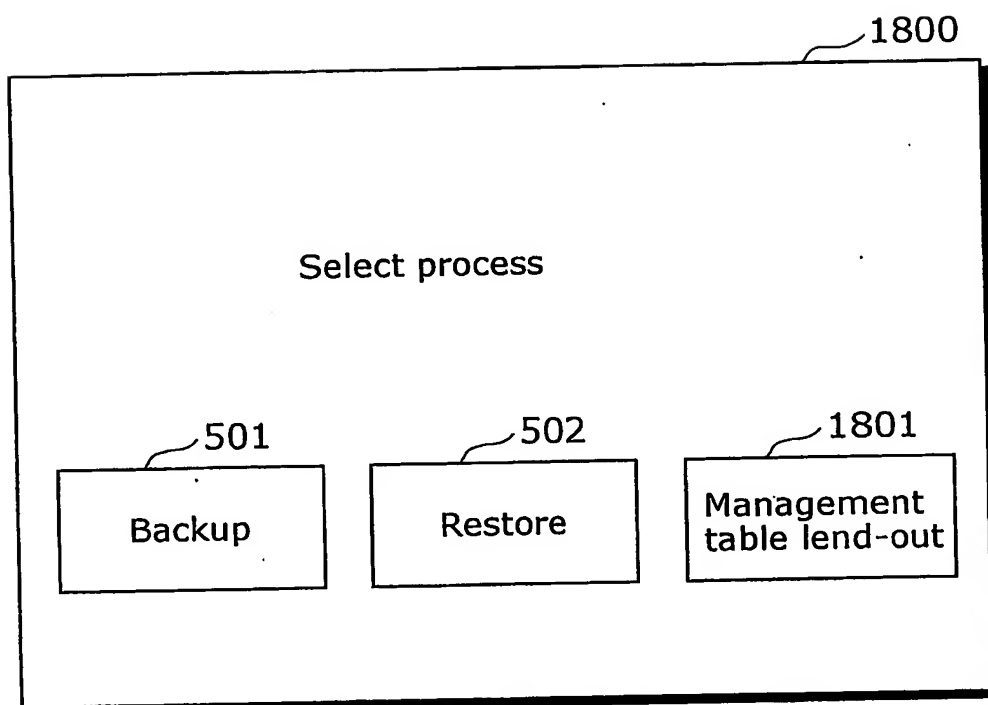 1800
Select process
501
502
1801
Backup
Restore
Management
table lend-out